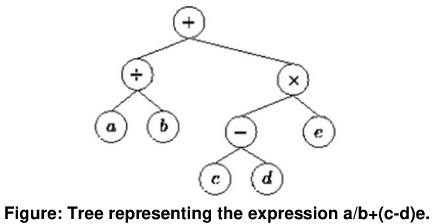 +
÷ ×
a b − e
c d
Figure: Tree representing the expression a/b+(c-d)e.